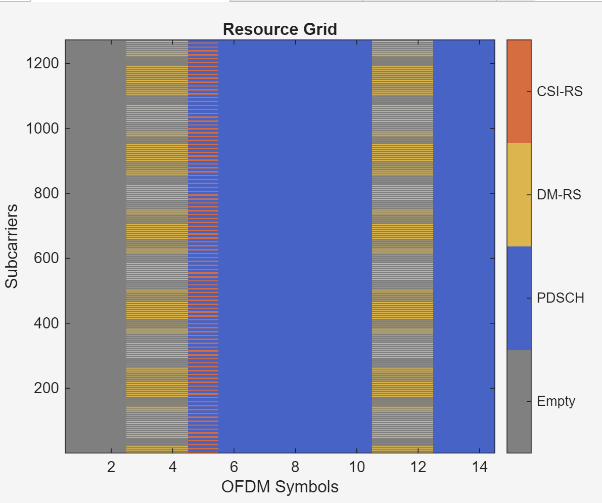 Resource Grid
1200
1000
800
600
400
200
Subcarriers
2 4 6 8 10 12 14
OFDM Symbols
CSI-RS
DM-RS
PDSCH
Empty